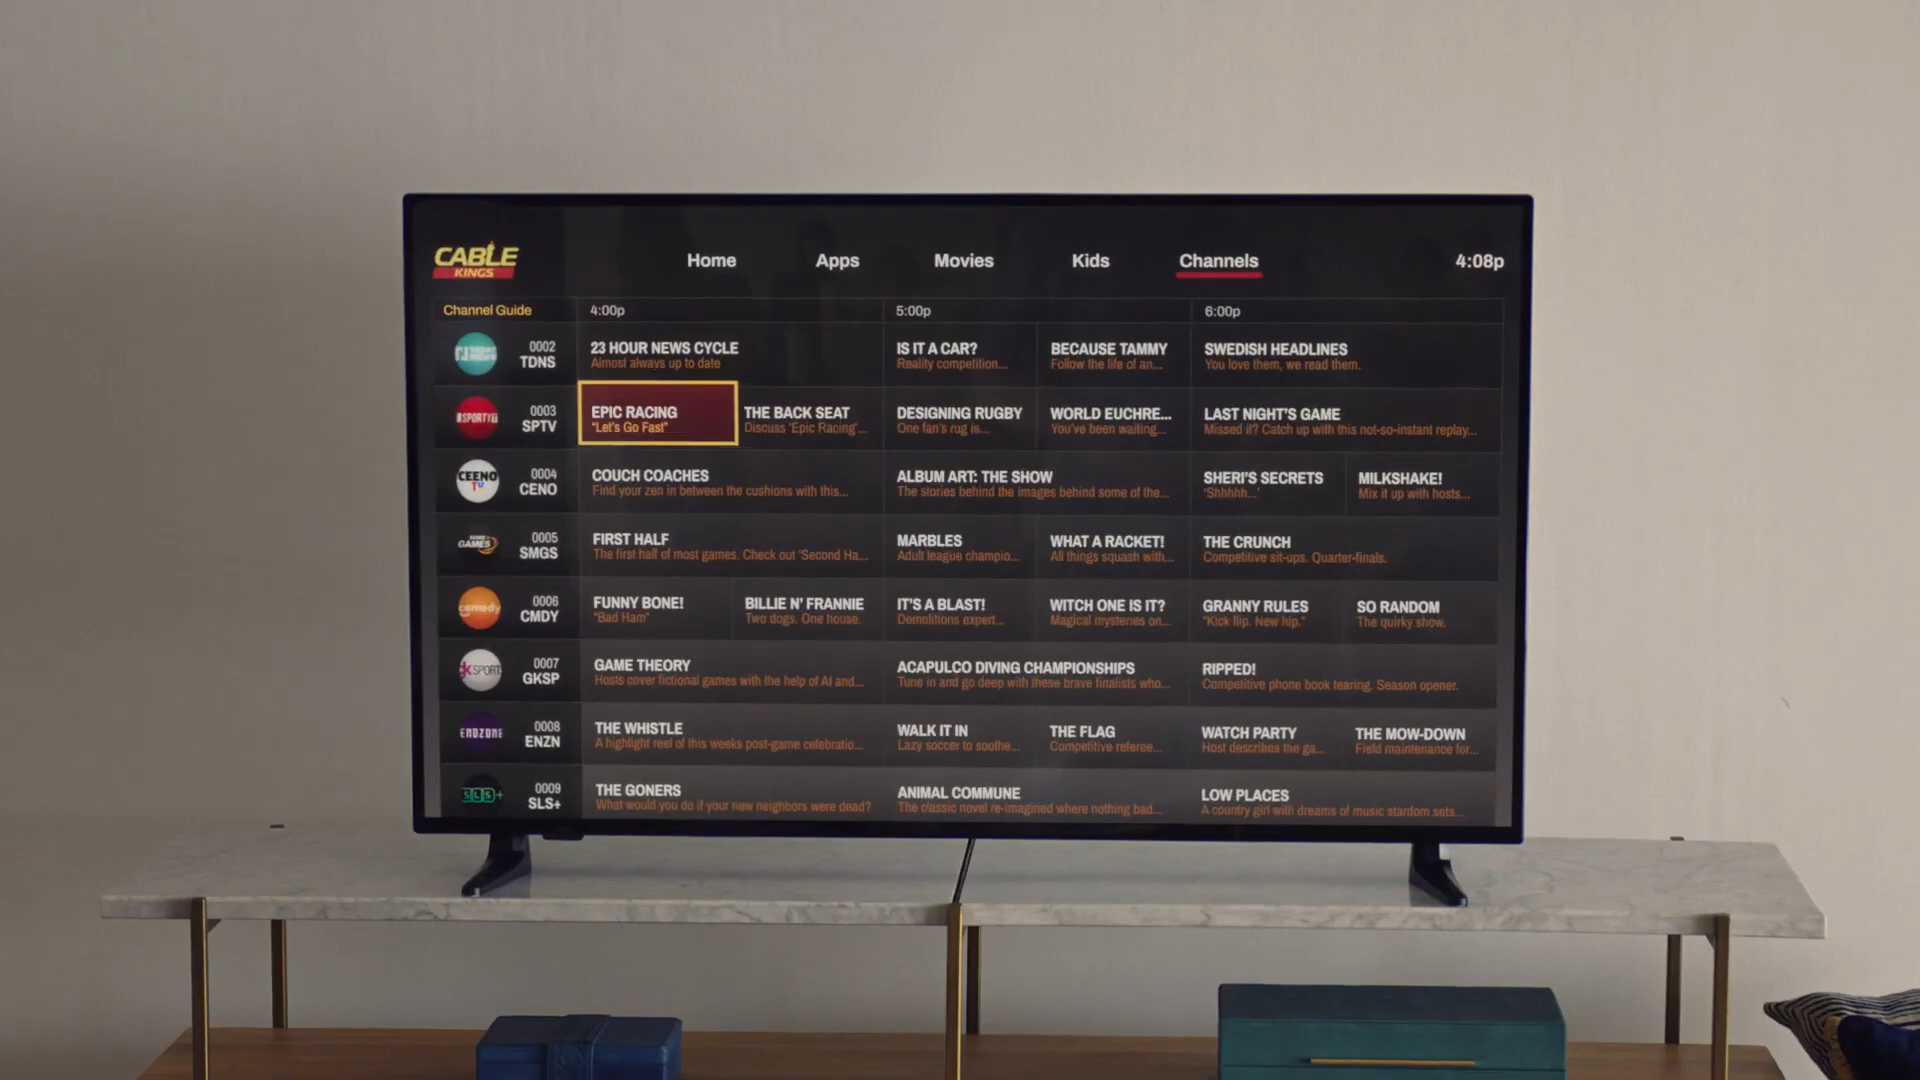 CABLE
KINGS
Home Apps Movies Kids Channels 4:08p
Channel Guide 4:00p 5:00p 6:00p
0002
TDNS
23 HOUR NEWS CYCLE
Almost always up to date
IS IT A CAR?
Reality competition...
BECAUSE TAMMY
Follow the life of an...
SWEDISH HEADLINES
You love them, we read them.
0003
SPTV
EPIC RACING
"Let's Go Fast"
THE BACK SEAT
Discuss 'Epic Racing'...
DESIGNING RUGBY
One fan's rug is...
WORLD EUCHRE...
You've been waiting...
LAST NIGHT'S GAME
Missed it? Catch up with this not-so-instant replay...
CEENO
TV
0004
CENO
COUCH COACHES
Find your zen in between the cushions with this...
ALBUM ART: THE SHOW
The stories behind the images behind some of the...
SHERI'S SECRETS
'Shhhhh...'
MILKSHAKE!
Mix it up with hosts...
GAMES
0005
SMGS
FIRST HALF
The first half of most games. Check out 'Second Ha...
MARBLES
Adult league champio...
WHAT A RACKET!
All things squash with...
THE CRUNCH
Competitive sit-ups. Quarter-finals.
comedy
0006
CMDY
FUNNY BONE!
"Bad Ham"
BILLIE N' FRANNIE
Two dogs. One house.
IT'S A BLAST!
Demolitions expert...
WITCH ONE IS IT?
Magical mysteries on...
GRANNY RULES
"Kick flip. New hip."
SO RANDOM
The quirky show.
0007
GKSP
GAME THEORY
Hosts cover fictional games with the help of AI and...
ACAPULCO DIVING CHAMPIONSHIPS
Tune in and go deep with these brave finalists who...
RIPPED!
Competitive phone book tearing. Season opener.
ENDZONE
0008
ENZN
THE WHISTLE
A highlight reel of this weeks post-game celebratio...
WALK IT IN
Lazy soccer to soothe...
THE FLAG
Competitive referee...
WATCH PARTY
Host describes the ga...
THE MOW-DOWN
Field maintenance for...
SLS+
0009
SLS+
THE GONERS
What would you do if your new neighbors were dead?
ANIMAL COMMUNE
The classic novel re-imagined where nothing bad...
LOW PLACES
A country girl with dreams of music stardom sets...